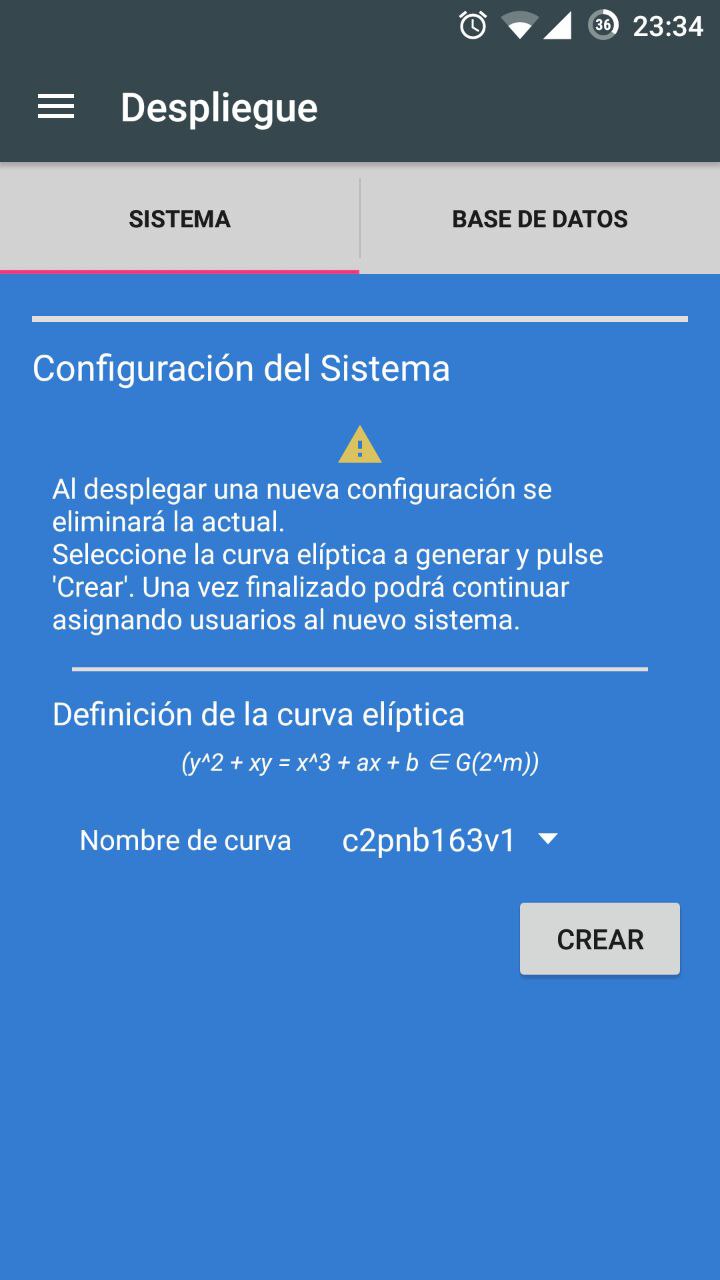 36 23:34
Despliegue
SISTEMA BASE DE DATOS
Configuración del Sistema
Al desplegar una nueva configuración se
eliminará la actual.
Seleccione la curva elíptica a generar y pulse
'Crear'. Una vez finalizado podrá continuar
asignando usuarios al nuevo sistema.
Definición de la curva elíptica
(y^2 + xy = x^3 + ax + b ∈ G(2^m))
Nombre de curva c2pnb163v1
CREAR